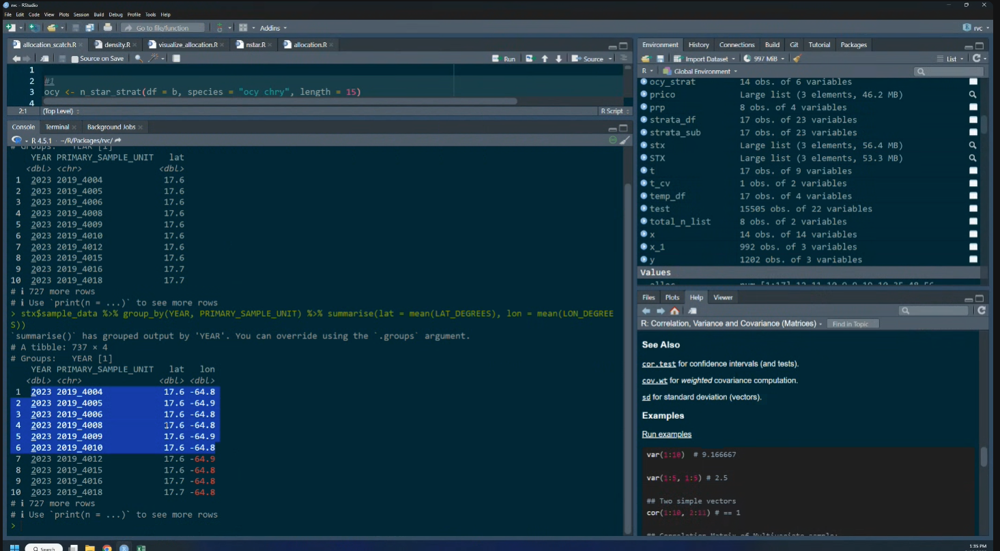 rvc - RStudio
File Edit Code View Plots Session Build Debug Profile Tools Help
Go to file/function Addins rvc
allocation_scatch.R density.R visualize_allocation.R nstar.R allocation.R
Source on Save Run Source
1
2 #1
3 ocy <- n_star_strat(df = b, species = "ocy chry", length = 15)
4
2:1 (Top Level) R Script
Console Terminal Background Jobs
R 4.5.1 · ~/R/Packages/rvc/
# Groups: YEAR [1]
YEAR PRIMARY_SAMPLE_UNIT lat
<dbl> <chr> <dbl>
1 2023 2019_4004 17.6
2 2023 2019_4005 17.6
3 2023 2019_4006 17.6
4 2023 2019_4008 17.6
5 2023 2019_4009 17.6
6 2023 2019_4010 17.6
7 2023 2019_4012 17.6
8 2023 2019_4015 17.6
9 2023 2019_4016 17.7
10 2023 2019_4018 17.7
# ℹ 727 more rows
# ℹ Use `print(n = ...)` to see more rows
> stx$sample_data %>% group_by(YEAR, PRIMARY_SAMPLE_UNIT) %>% summarise(lat = mean(LAT_DEGREES), lon = mean(LON_DEGREE
S))
`summarise()` has grouped output by 'YEAR'. You can override using the `.groups` argument.
# A tibble: 737 × 4
# Groups: YEAR [1]
YEAR PRIMARY_SAMPLE_UNIT lat lon
<dbl> <chr> <dbl> <dbl>
1 2023 2019_4004 17.6 -64.8
2 2023 2019_4005 17.6 -64.9
3 2023 2019_4006 17.6 -64.8
4 2023 2019_4008 17.6 -64.8
5 2023 2019_4009 17.6 -64.9
6 2023 2019_4010 17.6 -64.8
7 2023 2019_4012 17.6 -64.9
8 2023 2019_4015 17.6 -64.8
9 2023 2019_4016 17.7 -64.8
10 2023 2019_4018 17.7 -64.8
# ℹ 727 more rows
# ℹ Use `print(n = ...)` to see more rows
>
Environment History Connections Build Git Tutorial Packages
Import Dataset 997 MiB List
R Global Environment
ocy_strat 14 obs. of 6 variables
prico Large list (3 elements, 46.2 MB)
prp 8 obs. of 4 variables
strata_df 17 obs. of 23 variables
strata_sub 17 obs. of 23 variables
stx Large list (3 elements, 56.4 MB)
STX Large list (3 elements, 53.3 MB)
t 17 obs. of 9 variables
t_cv 1 obs. of 2 variables
temp_df 17 obs. of 4 variables
test 15505 obs. of 22 variables
total_n_list 8 obs. of 2 variables
x 14 obs. of 14 variables
x_1 992 obs. of 3 variables
y 1202 obs. of 3 variables
Values
Files Plots Help Viewer
R: Correlation, Variance and Covariance (Matrices) Find in Topic
See Also
cor.test for confidence intervals (and tests).
cov.wt for weighted covariance computation.
sd for standard deviation (vectors).
Examples
Run examples
var(1:10) # 9.166667
var(1:5, 1:5) # 2.5
## Two simple vectors
cor(1:10, 2:11) # == 1
## Correlation Matrix of Multivariate sample:
Search
1:35 PM